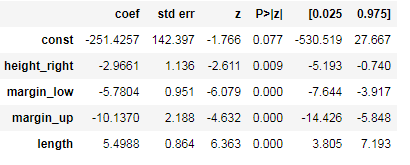 coef std err z P>|z| [0.025 0.975]
const -251.4257 142.397 -1.766 0.077 -530.519 27.667
height_right -2.9661 1.136 -2.611 0.009 -5.193 -0.740
margin_low -5.7804 0.951 -6.079 0.000 -7.644 -3.917
margin_up -10.1370 2.188 -4.632 0.000 -14.426 -5.848
length 5.4988 0.864 6.363 0.000 3.805 7.193